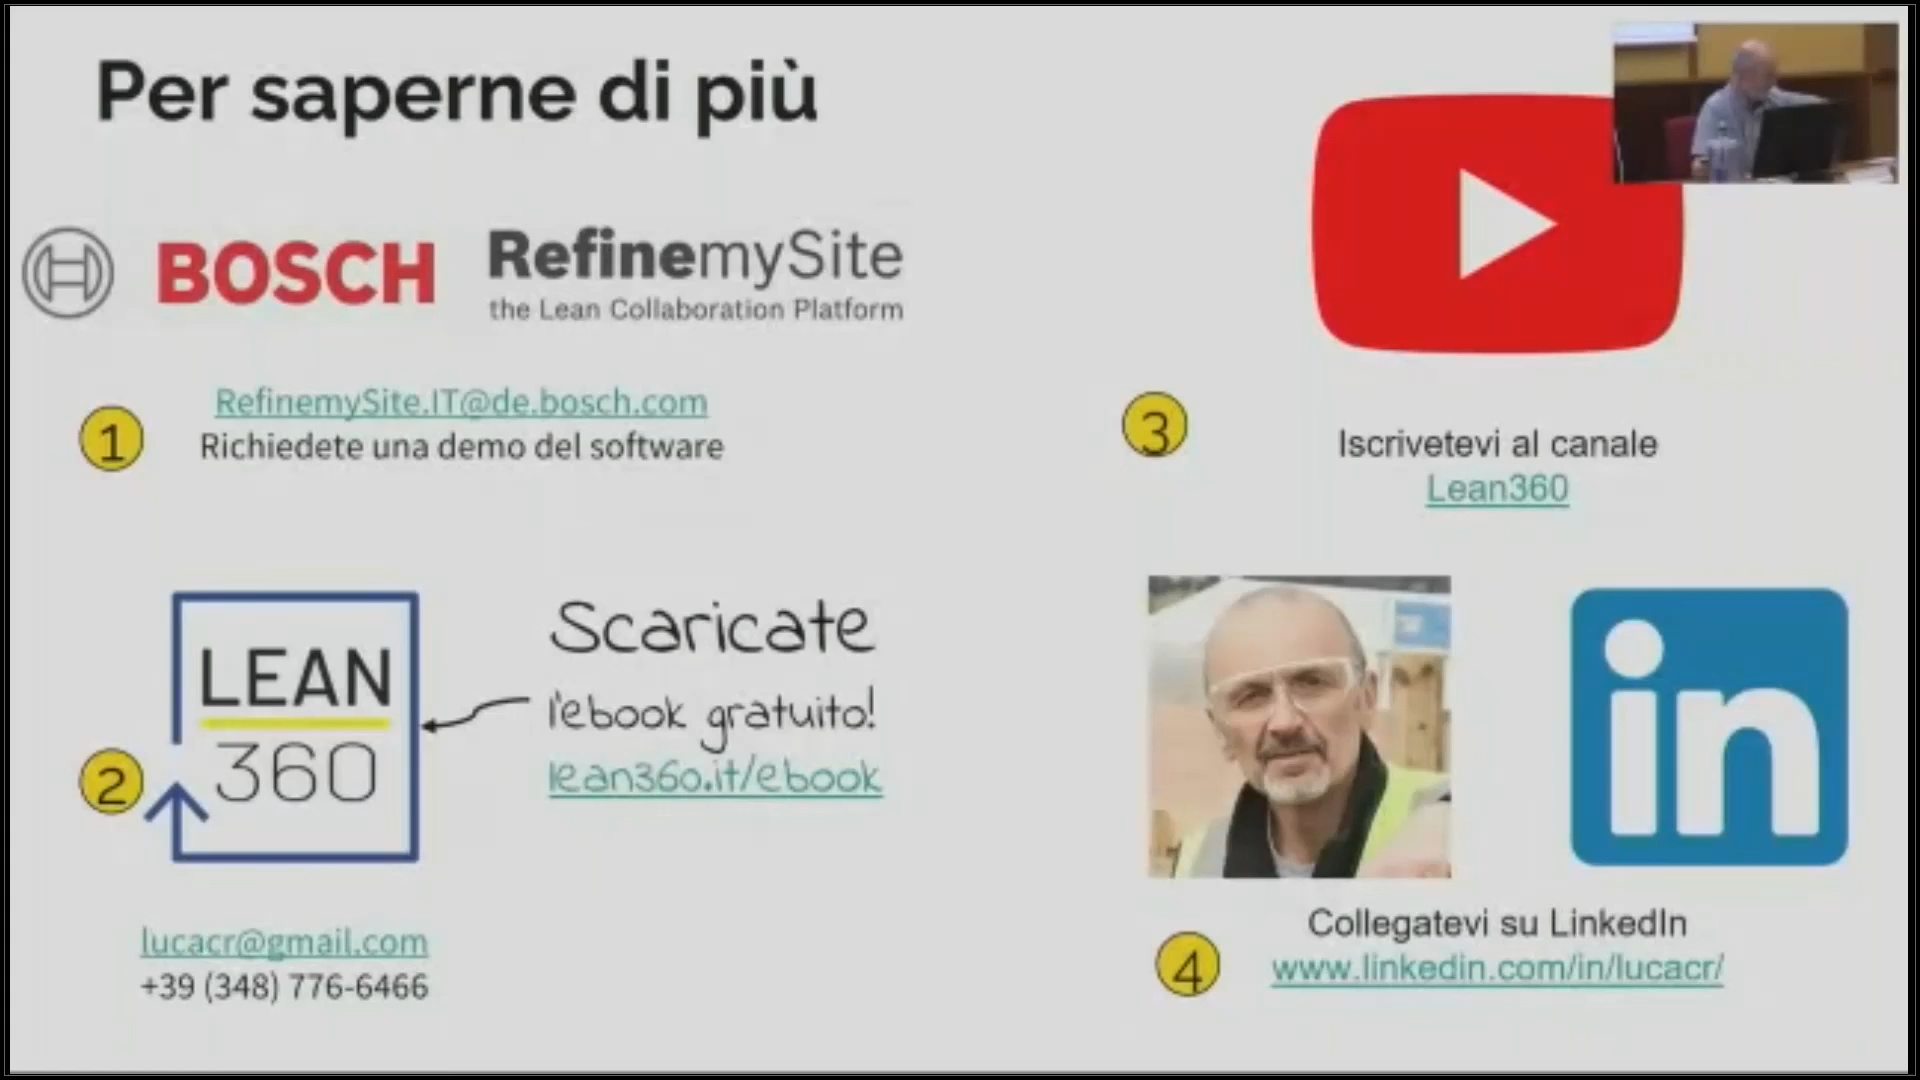 Per saperne di più
BOSCH
RefinemySite
the Lean Collaboration Platform
1
RefinemySite.IT@de.bosch.com
Richiedete una demo del software
2
LEAN
360
Scaricate
l'ebook gratuito!
lean360.it/ebook
lucacr@gmail.com
+39 (348) 776-6466
3
Iscrivetevi al canale
Lean360
in
4
Collegatevi su LinkedIn
www.linkedin.com/in/lucacr/